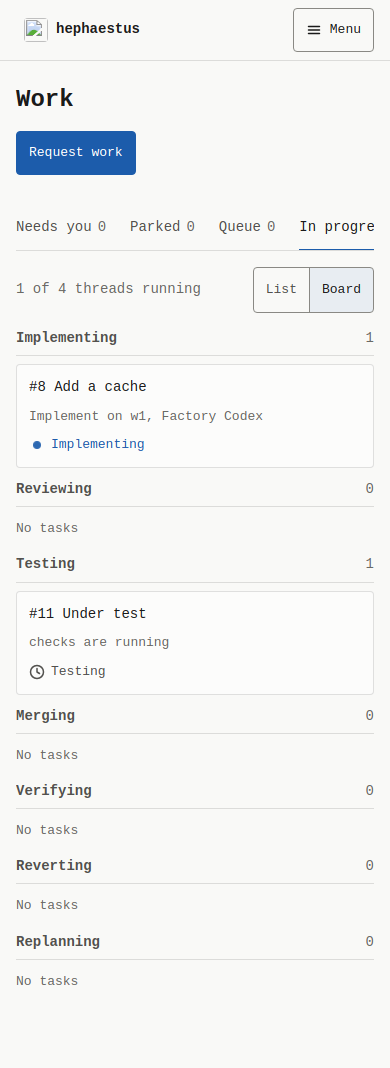 hephaestus
Menu
Work
Request work
Needs you 0 Parked 0 Queue 0 In progre
1 of 4 threads running
List Board
Implementing 1
#8 Add a cache
Implement on w1, Factory Codex
Implementing
Reviewing 0
No tasks
Testing 1
#11 Under test
checks are running
Testing
Merging 0
No tasks
Verifying 0
No tasks
Reverting 0
No tasks
Replanning 0
No tasks